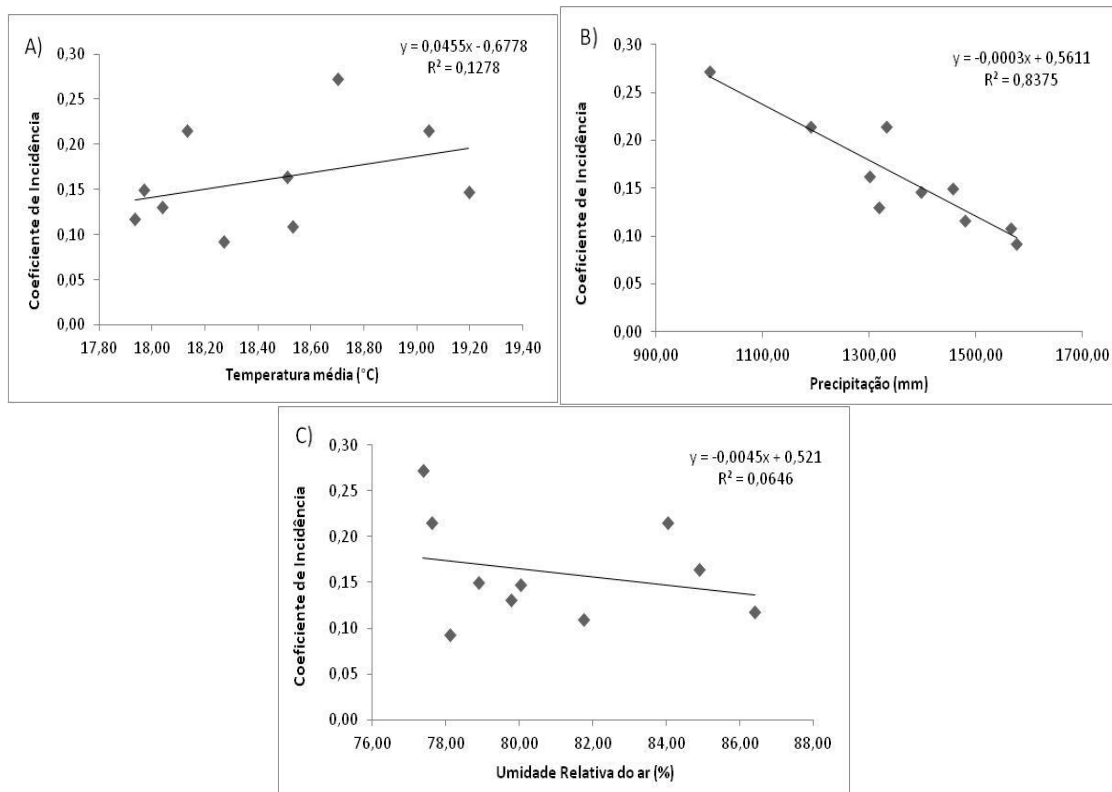 A)
y = 0,0455x - 0,6778
R² = 0,1278
Coeficiente de Incidência
0,30
0,25
0,20
0,15
0,10
0,05
0,00
17,80 18,00 18,20 18,40 18,60 18,80 19,00 19,20 19,40
Temperatura média (°C)
B)
y = -0,0003x + 0,5611
R² = 0,8375
Coeficiente de Incidência
0,30
0,25
0,20
0,15
0,10
0,05
0,00
900,00 1100,00 1300,00 1500,00 1700,00
Precipitação (mm)
C)
y = -0,0045x + 0,521
R² = 0,0646
Coeficiente de Incidência
0,30
0,25
0,20
0,15
0,10
0,05
0,00
76,00 78,00 80,00 82,00 84,00 86,00 88,00
Umidade Relativa do ar (%)